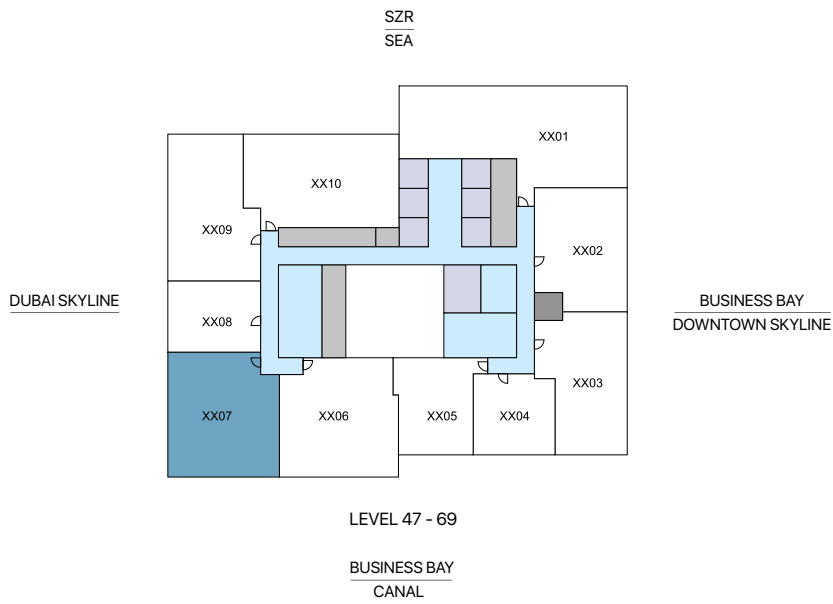 SZR
SEA
XX01
XX10
XX09
XX02
DUBAI SKYLINE
BUSINESS BAY
DOWNTOWN SKYLINE
XX08
XX03
XX07
XX06
XX05
XX04
LEVEL 47 - 69
BUSINESS BAY
CANAL